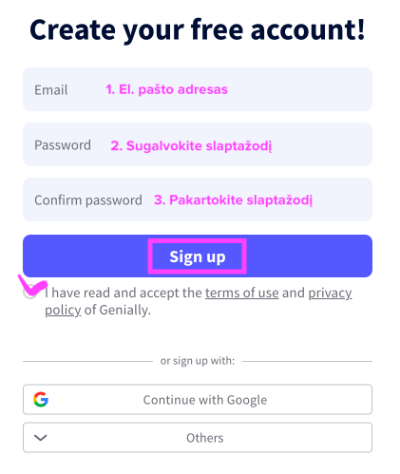 Create your free account!
Email 1. El. pašto adresas
Password 2. Sugalvokite slaptažodį
Confirm password 3. Pakartokite slaptažodį
Sign up
I have read and accept the terms of use and privacy
policy of Genially.
or sign up with:
Continue with Google
Others